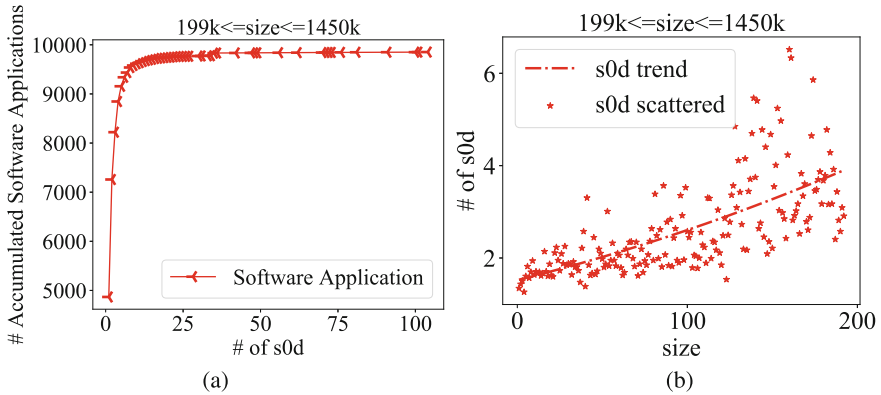 199k<=size<=1450k
# Accumulated Software Applications
10000
9000
8000
7000
6000
5000
Software Application
0 25 50 75 100
# of s0d
(a)
199k<=size<=1450k
# of s0d
6
4
2
s0d trend
s0d scattered
0 100 200
size
(b)